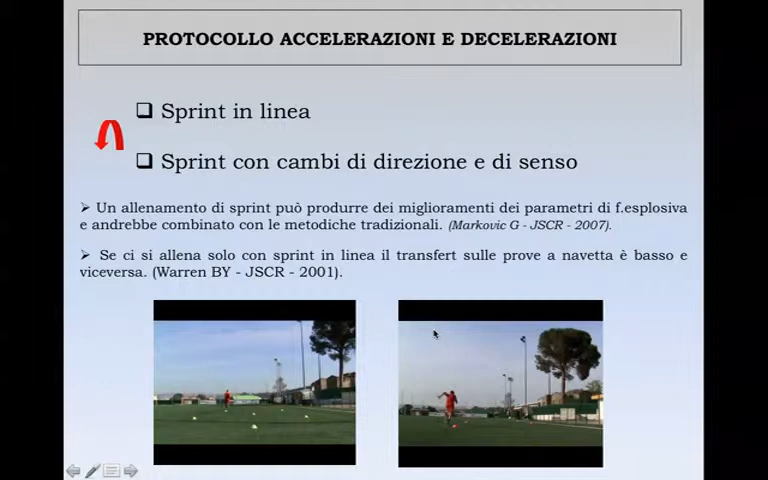 PROTOCOLLO ACCELERAZIONI E DECELERAZIONI
Sprint in linea
Sprint con cambi di direzione e di senso
Un allenamento di sprint può produrre dei miglioramenti dei parametri di f.esplosiva
e andrebbe combinato con le metodiche tradizionali. (Markovic G - JSCR - 2007).
Se ci si allena solo con sprint in linea il transfert sulle prove a navetta è basso e
viceversa. (Warren BY - JSCR - 2001).